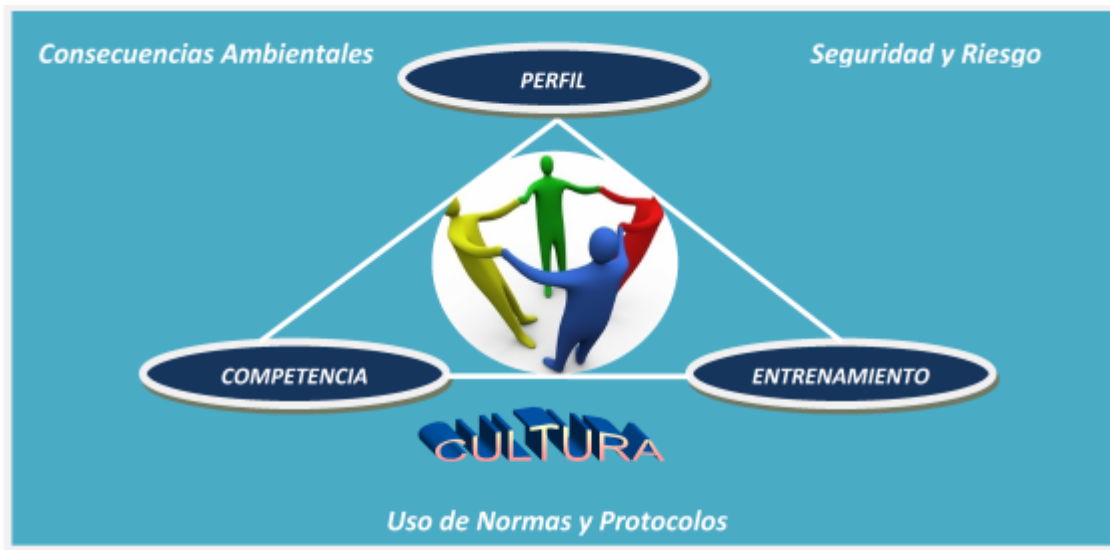 Consecuencias Ambientales
Seguridad y Riesgo
PERFIL
COMPETENCIA
ENTRENAMIENTO
CULTURA
Uso de Normas y Protocolos